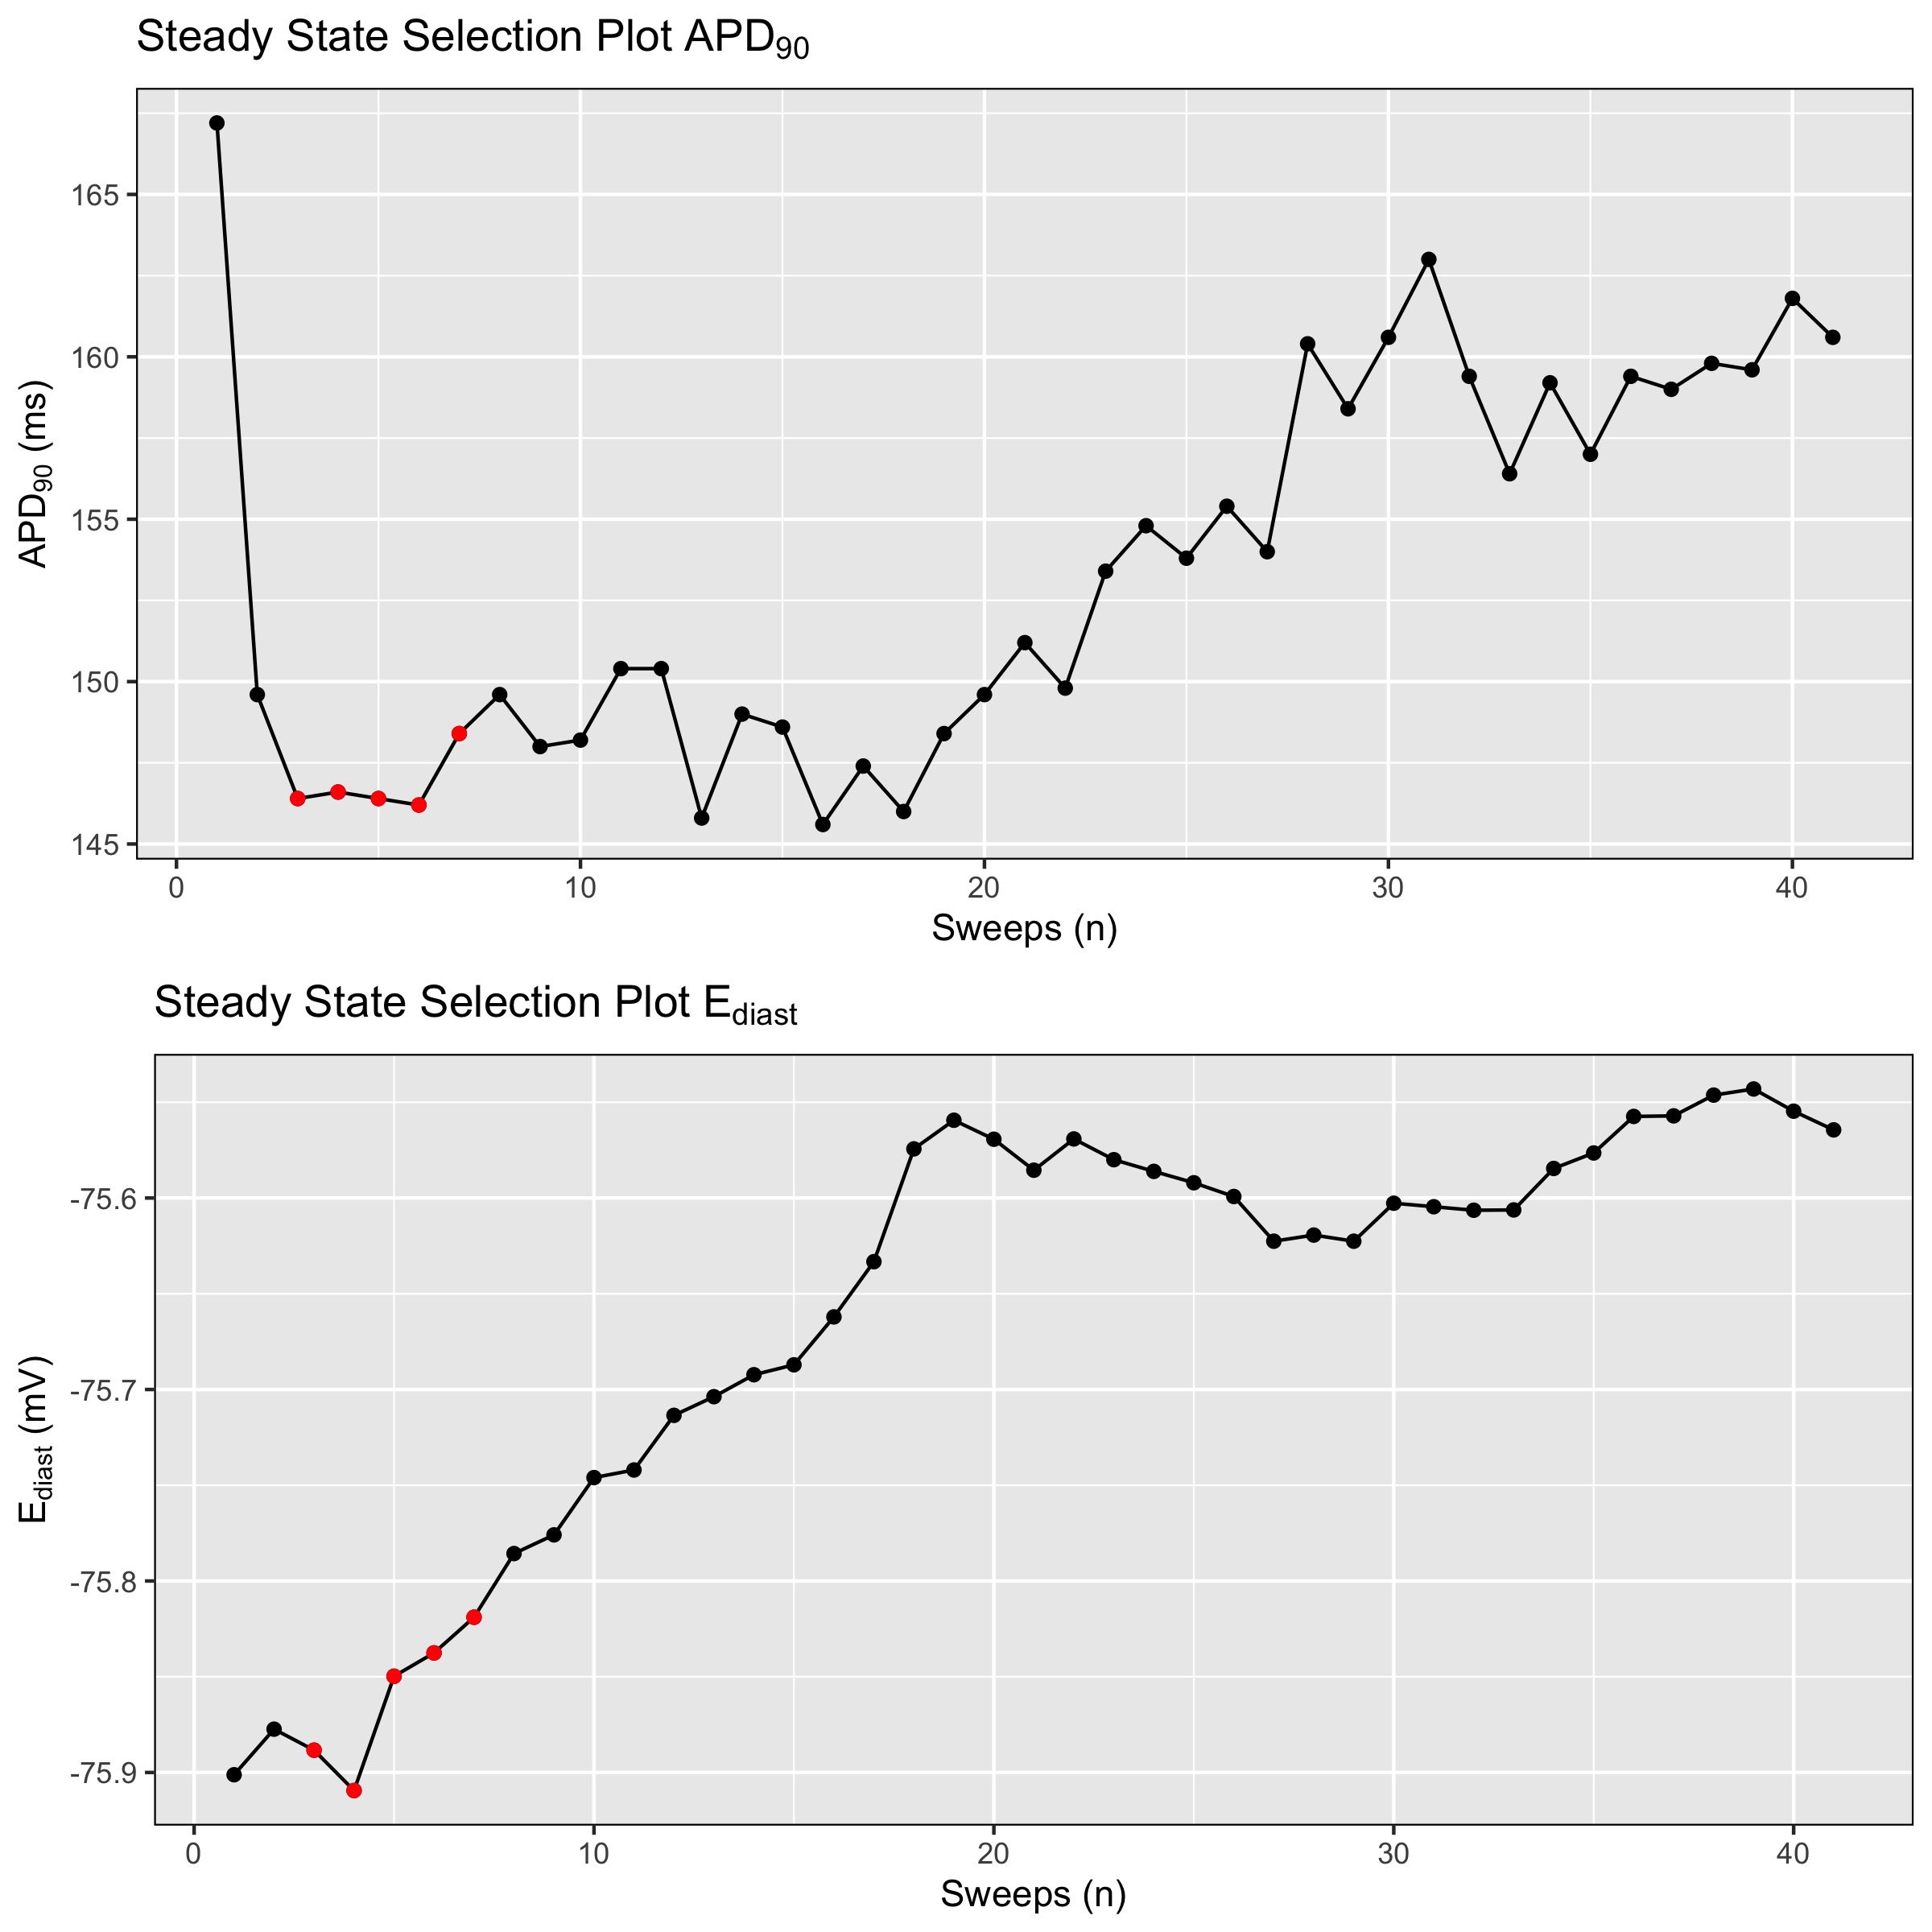 Steady State Selection Plot APD90
165
160
155
150
145
APD90 (ms)
0 10 20 30 40
Sweeps (n)
Steady State Selection Plot Ediast
-75.6
-75.7
-75.8
-75.9
Ediast (mV)
0 10 20 30 40
Sweeps (n)